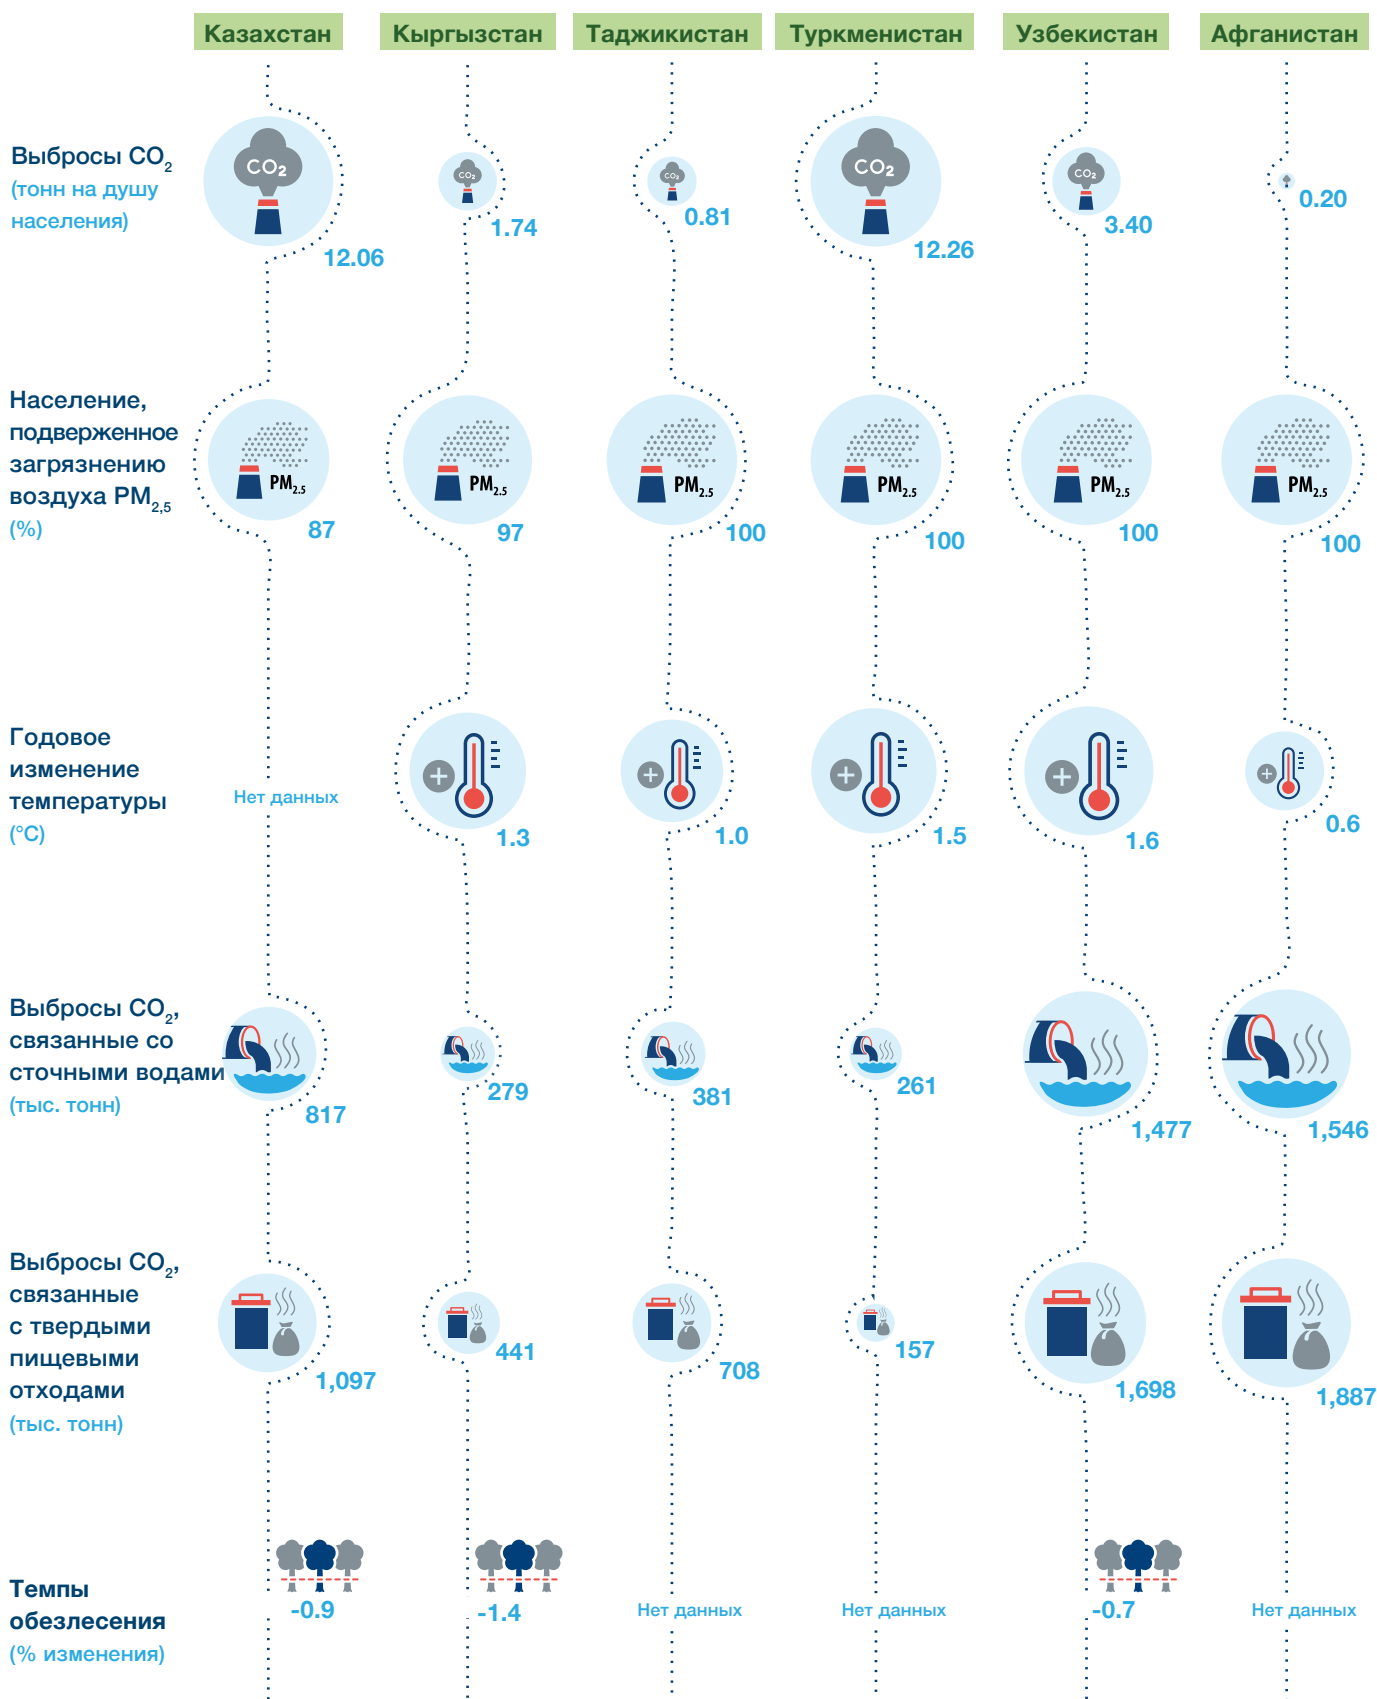 Казахстан
Кыргызстан
Таджикистан
Туркменистан
Узбекистан
Афганистан
Выбросы CO2
(тонн на душу
населения)
CO2
12.06
CO2
1.74
CO2
0.81
CO2
12.26
CO2
3.40
0.20
Население,
подверженное
загрязнению
воздуха PM2,5
(%)
PM2.5
87
PM2.5
97
PM2.5
100
PM2.5
100
PM2.5
100
PM2.5
100
Годовое
изменение
температуры
(°C)
Нет данных
1.3
1.0
1.5
1.6
0.6
Выбросы CO2,
связанные со
сточными водами
(тыс. тонн)
817
279
381
261
1,477
1,546
Выбросы CO2,
связанные
с твердыми
пищевыми
отходами
(тыс. тонн)
1,097
441
708
157
1,698
1,887
Темпы
обезлесения
(% изменения)
-0.9
-1.4
Нет данных
Нет данных
-0.7
Нет данных